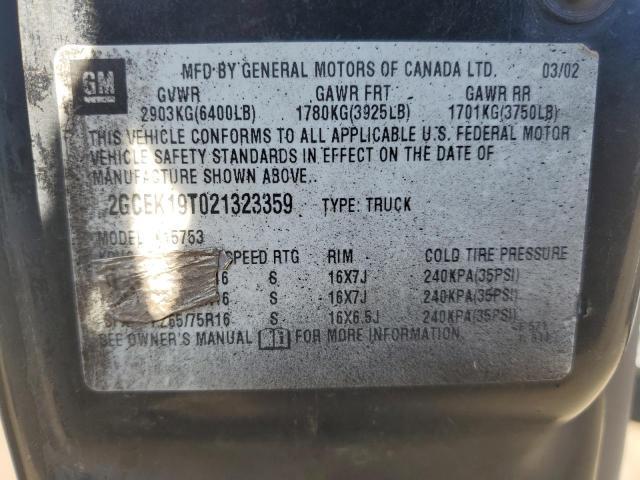 GM
MFD BY GENERAL MOTORS OF CANADA LTD. 03/02
GVWR GAWR FRT GAWR RR
2903KG(6400LB) 1780KG(3925LB) 1701KG(3750LB)
THIS VEHICLE CONFORMS TO ALL APPLICABLE U.S. FEDERAL MOTOR
VEHICLE SAFETY STANDARDS IN EFFECT ON THE DATE OF
MANUFACTURE SHOWN ABOVE.
2GCEK19T021323359 TYPE: TRUCK
MODEL: 15753
SPEED RTG RIM COLD TIRE PRESSURE
16 S 16X7J 240KPA(35PSI)
16 S 16X7J 240KPA(35PSI)
265/75R16 S 16X6.5J 240KPA(35PSI)
SEE OWNER'S MANUAL FOR MORE INFORMATION